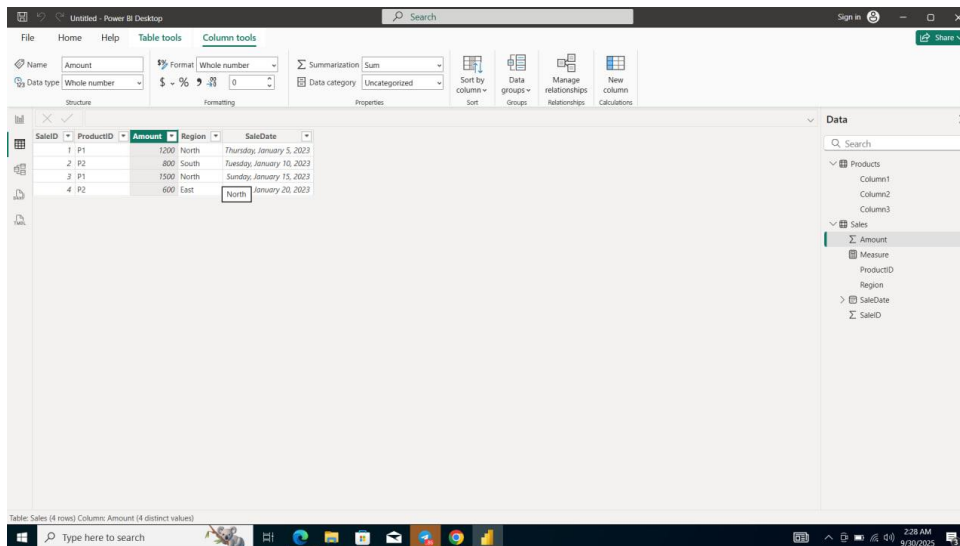 Untitled - Power BI Desktop
Search
Sign in
File Home Help Table tools Column tools
Share
Name Amount
$% Format Whole number
Summarization Sum
Data type Whole number
$ % 0
Data category Uncategorized
Sort by column
Data groups
Manage relationships
New column
Structure
Formatting
Properties
Sort
Groups
Relationships
Calculations
SaleID ProductID Amount Region SaleDate
1 P1 1200 North Thursday, January 5, 2023
2 P2 800 South Tuesday, January 10, 2023
3 P1 1500 North Sunday, January 15, 2023
4 P2 600 East January 20, 2023
North
Data
Search
Products
Column1
Column2
Column3
Sales
Amount
Measure
ProductID
Region
SaleDate
SaleID
Table: Sales (4 rows) Column: Amount (4 distinct values)
Type here to search
2:28 AM
9/30/2025